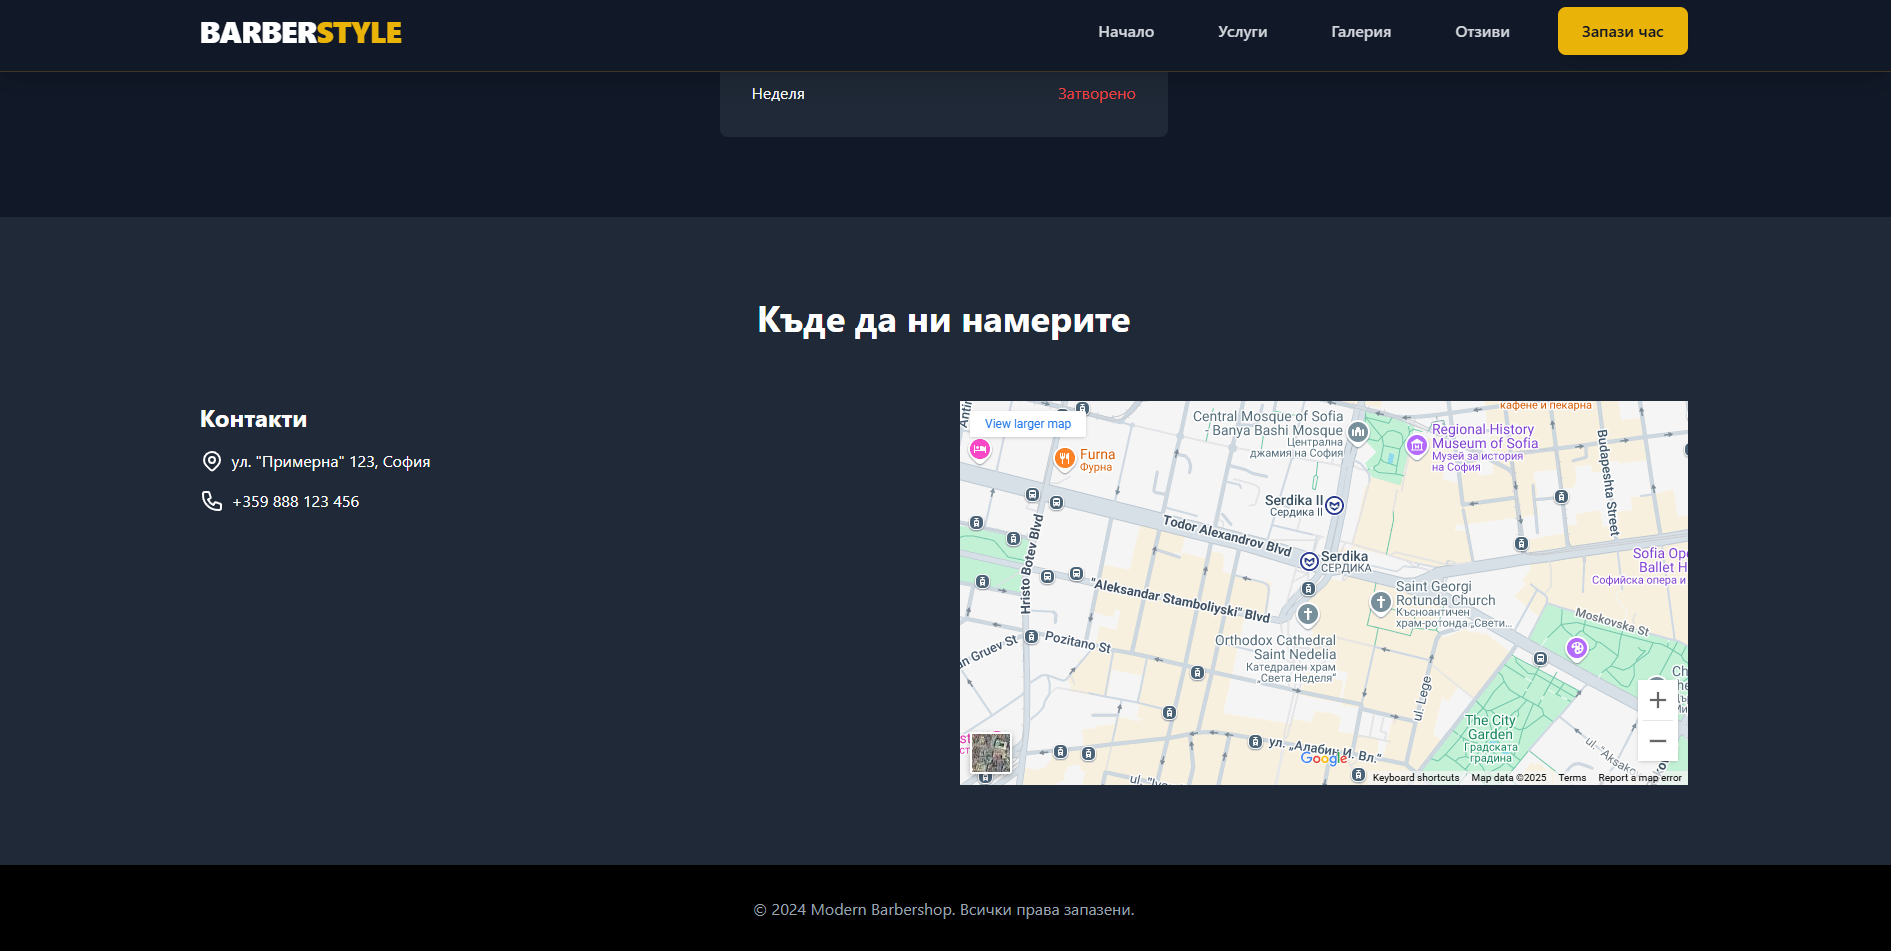 BARBERSTYLE
Начало
Услуги
Галерия
Отзиви
Запази час
Неделя
Затворено
Къде да ни намерите
Контакти
ул. "Примерна" 123, София
+359 888 123 456
View larger map
кафене и пекарна
Central Mosque of Sofia
- Banya Bashi Mosque
Централна
джамия на София
Regional History
Museum of Sofia
Музей за история
на София
Furna
Фурна
Budapeshta Street
Serdika II
Сердика II
Todor Alexandrov Blvd
Hristo Botev Blvd
Serdika
СЕРДИКА
Sofia Ope
Ballet H
Софийска опера и
"Aleksandar Stamboliyski" Blvd
Saint Georgi
Rotunda Church
Късноантичен
храм-ротонда „Свети...
Moskovska St
Orthodox Cathedral
Saint Nedelia
Катедрален храм
„Света Неделя“
Pozitano St
an Gruev St
ul. Lege
The City
Garden
Градската
градина
ul. "Aksako
ул. „Алабин И. Вл."
Google
Keyboard shortcuts
Map data ©2025
Terms
Report a map error
© 2024 Modern Barbershop. Всички права запазени.